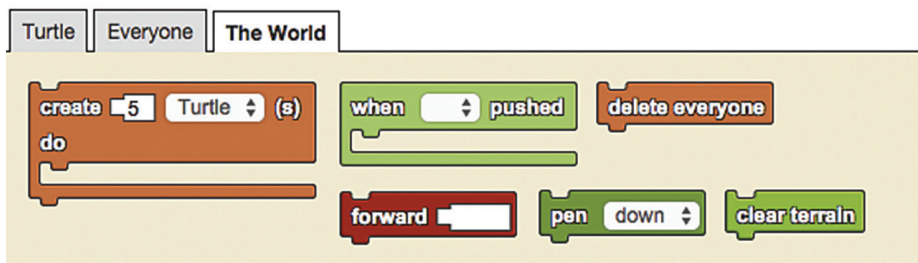 Turtle Everyone The World
create 5 Turtle (s) when pushed delete everyone
do
forward pen down clear terrain